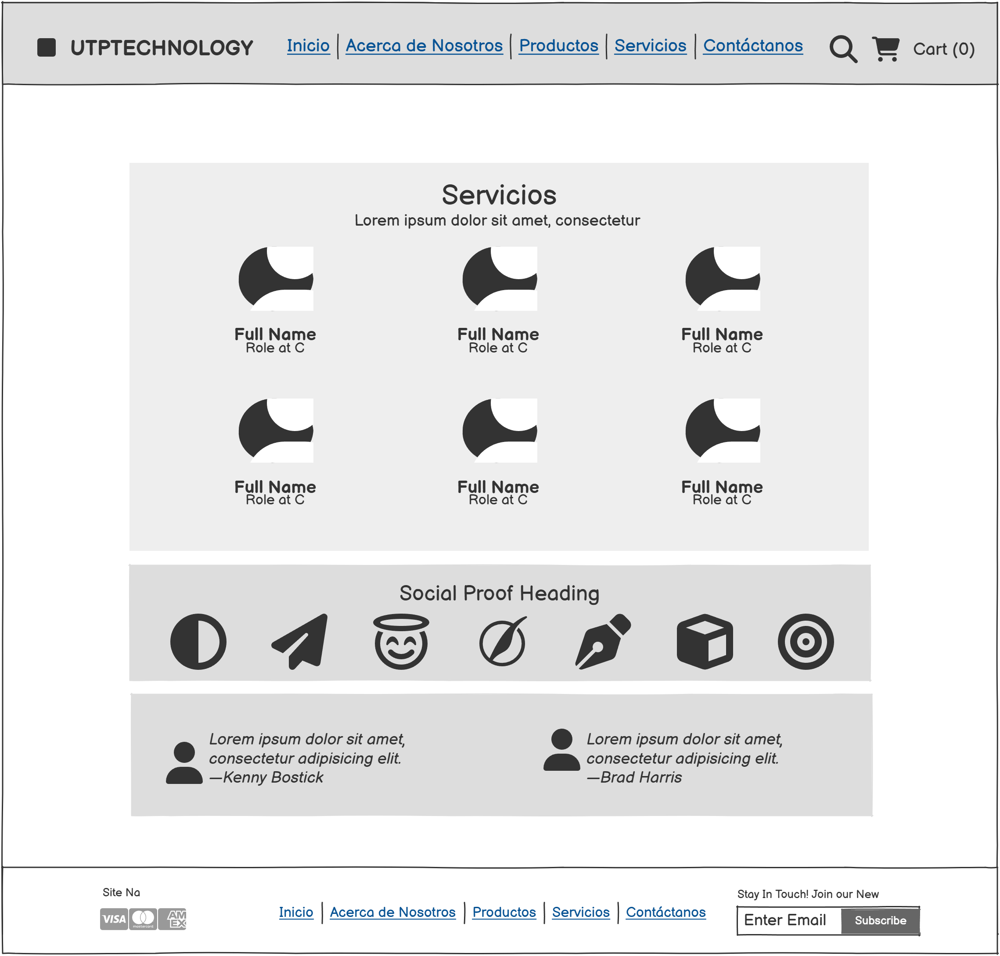 UTPTECHNOLOGY
Inicio Acerca de Nosotros Productos Servicios Contáctanos
Cart (0)
Servicios
Lorem ipsum dolor sit amet, consectetur
Full Name Full Name Full Name
Role at C Role at C Role at C
Full Name Full Name Full Name
Role at C Role at C Role at C
Social Proof Heading
Lorem ipsum dolor sit amet,
consectetur adipisicing elit.
—Kenny Bostick
Lorem ipsum dolor sit amet,
consectetur adipisicing elit.
—Brad Harris
Site Na
VISA mastercard AM
EX
Inicio Acerca de Nosotros Productos Servicios Contáctanos
Stay In Touch! Join our New
Enter Email Subscribe